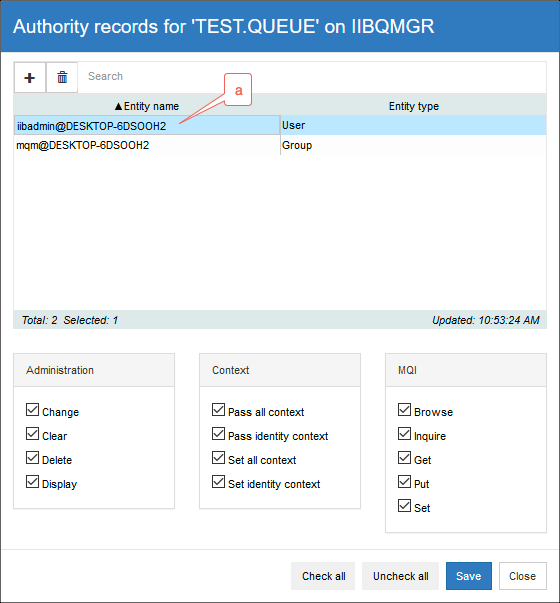 Authority records for 'TEST.QUEUE' on IIBQMGR
Search
a
▲Entity name Entity type
iibadmin@DESKTOP-6DSOOH2 User
mqm@DESKTOP-6DSOOH2 Group
Total: 2 Selected: 1 Updated: 10:53:24 AM
Administration
Change
Clear
Delete
Display
Context
Pass all context
Pass identity context
Set all context
Set identity context
MQI
Browse
Inquire
Get
Put
Set
Check all Uncheck all Save Close